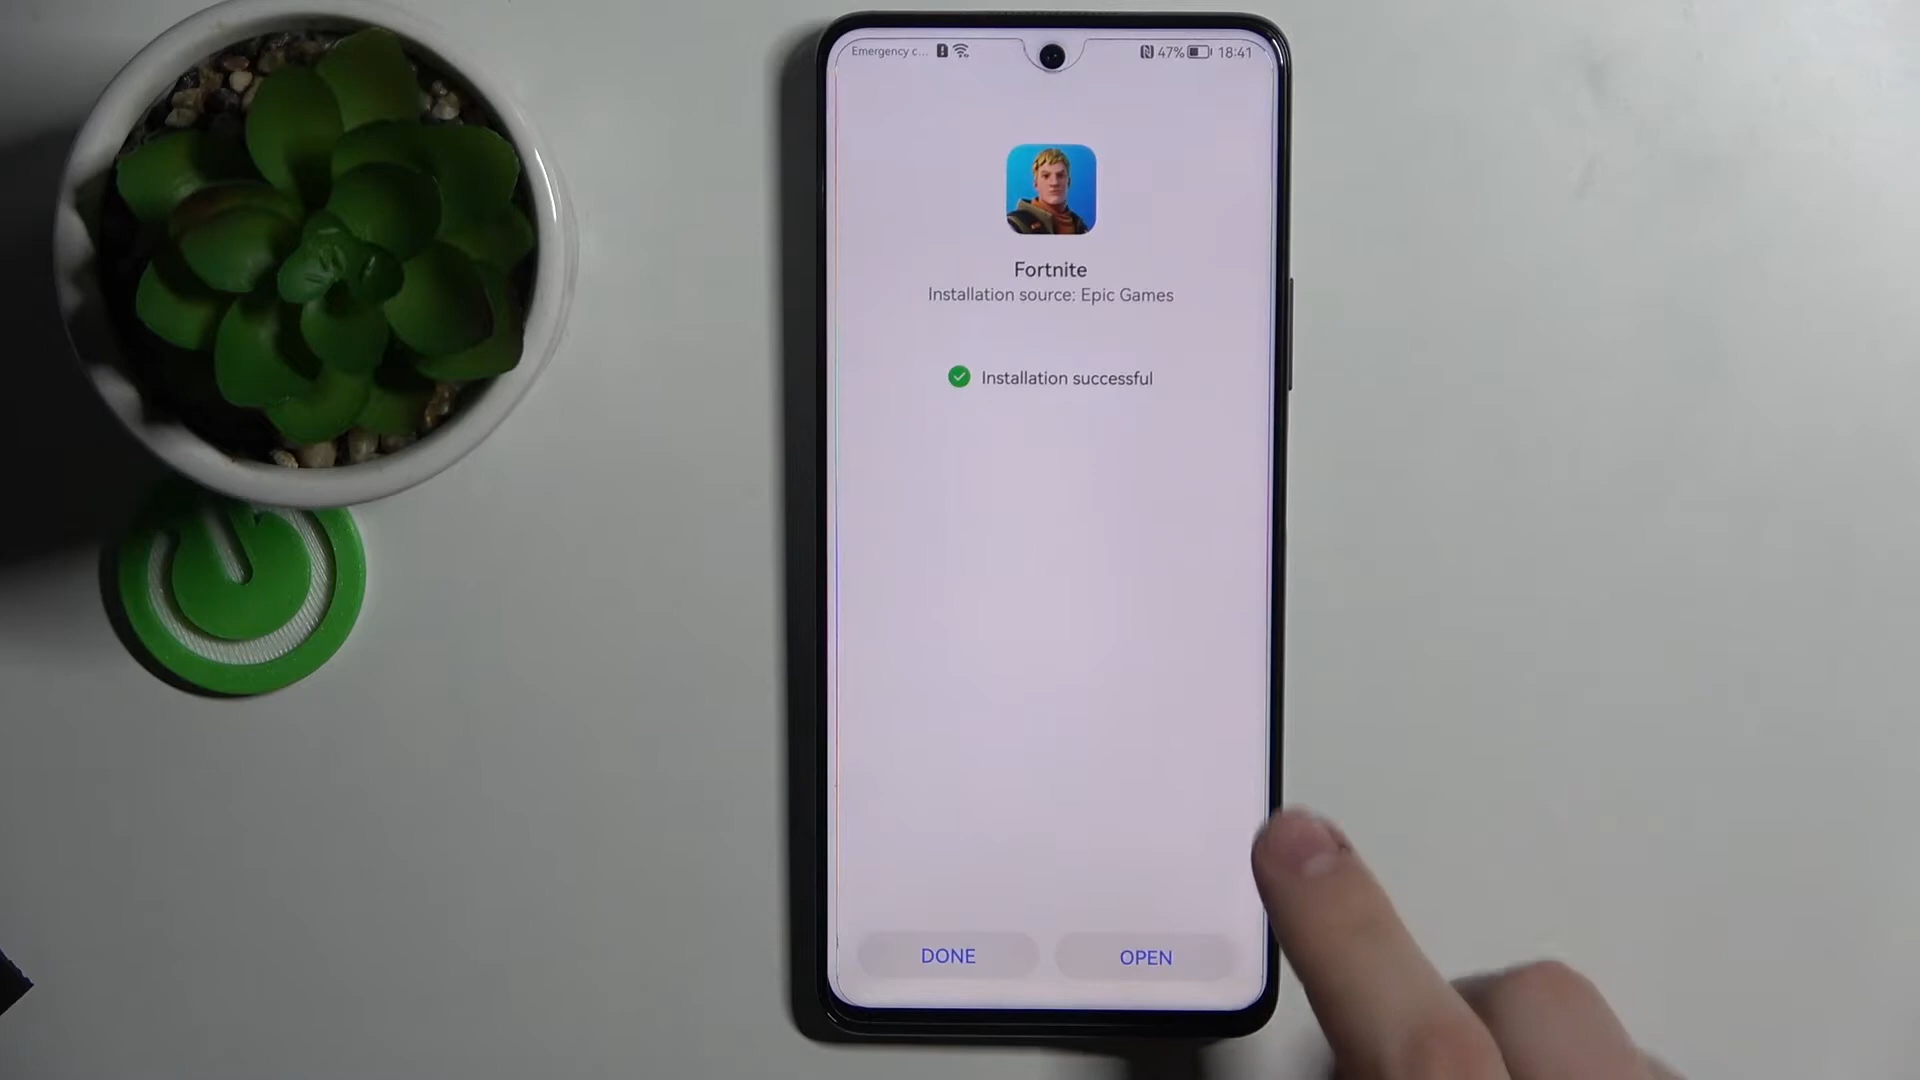 Emergency c... 47% 18:41
Fortnite
Installation source: Epic Games
Installation successful
DONE OPEN